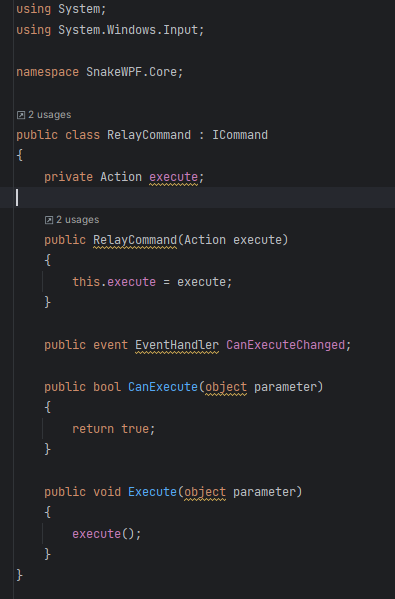 using System;
using System.Windows.Input;
namespace SnakeWPF.Core;
2 usages
public class RelayCommand : ICommand
{
private Action execute;
2 usages
public RelayCommand(Action execute)
{
this.execute = execute;
}
public event EventHandler CanExecuteChanged;
public bool CanExecute(object parameter)
{
return true;
}
public void Execute(object parameter)
{
execute();
}
}